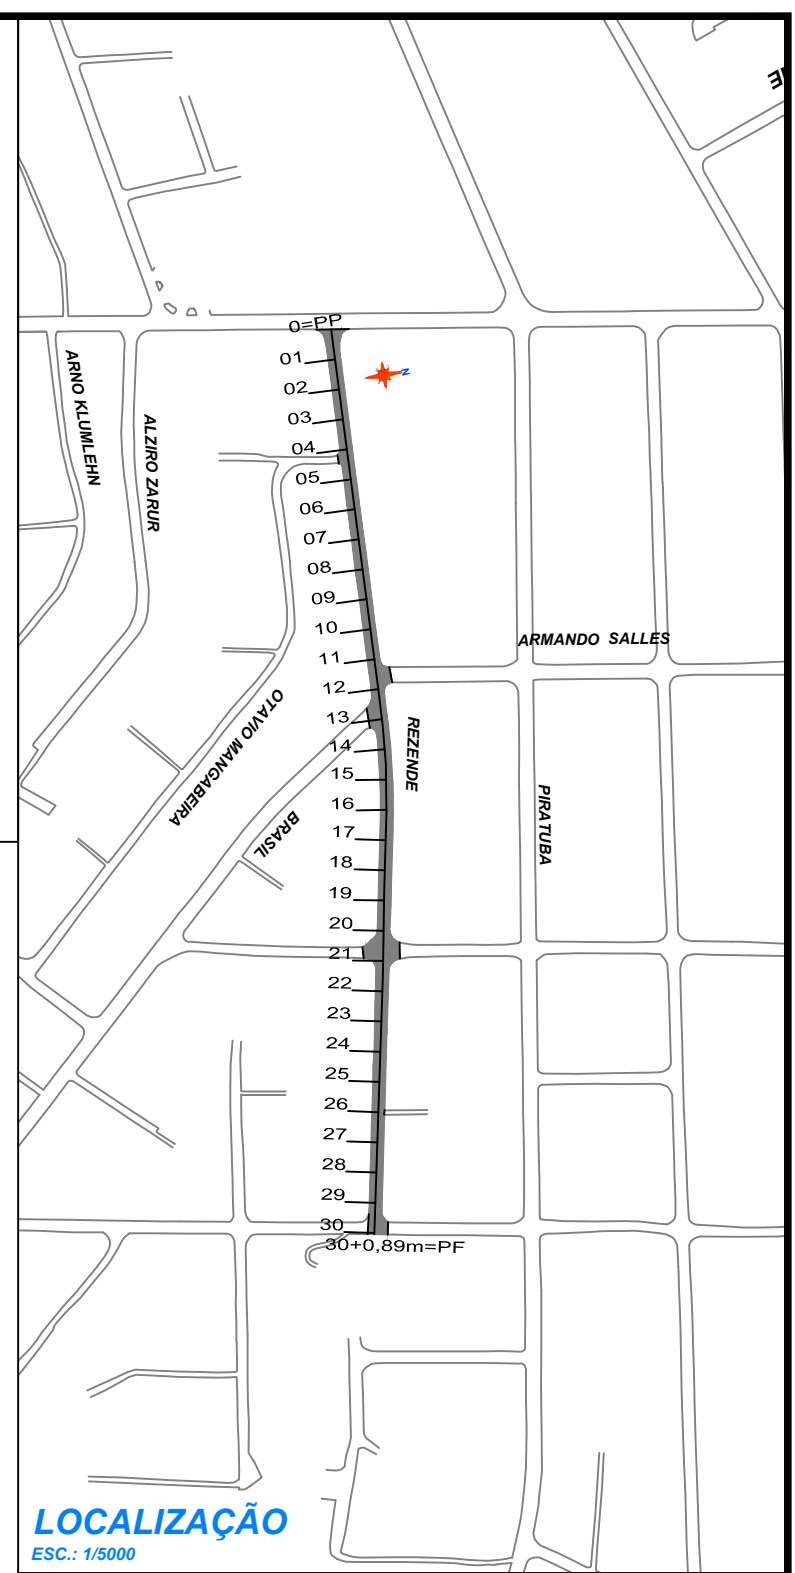 0=PP
01
02
03
04
05
06
07
08
09
10
11
12
13
14
15
16
17
18
19
20
21
22
23
24
25
26
27
28
29
30
30+0,89m=PF
N
ARNO KLUMLEHN
ALZIRO ZARUR
ARMANDO SALLES
OTAVIO MANGABEIRA
REZENDE
BRASIL
PIRATUBA
LOCALIZAÇÃO
ESC.: 1/5000